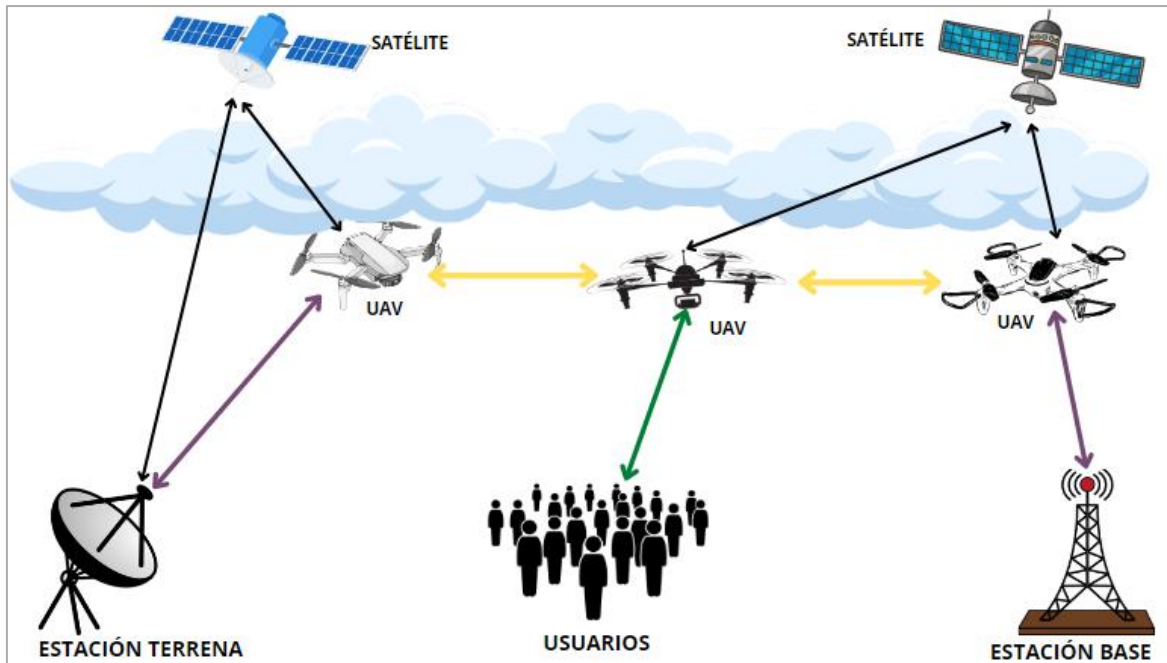 SATÉLITE
SATÉLITE
UAV
UAV
UAV
ESTACIÓN TERRENA
USUARIOS
ESTACIÓN BASE